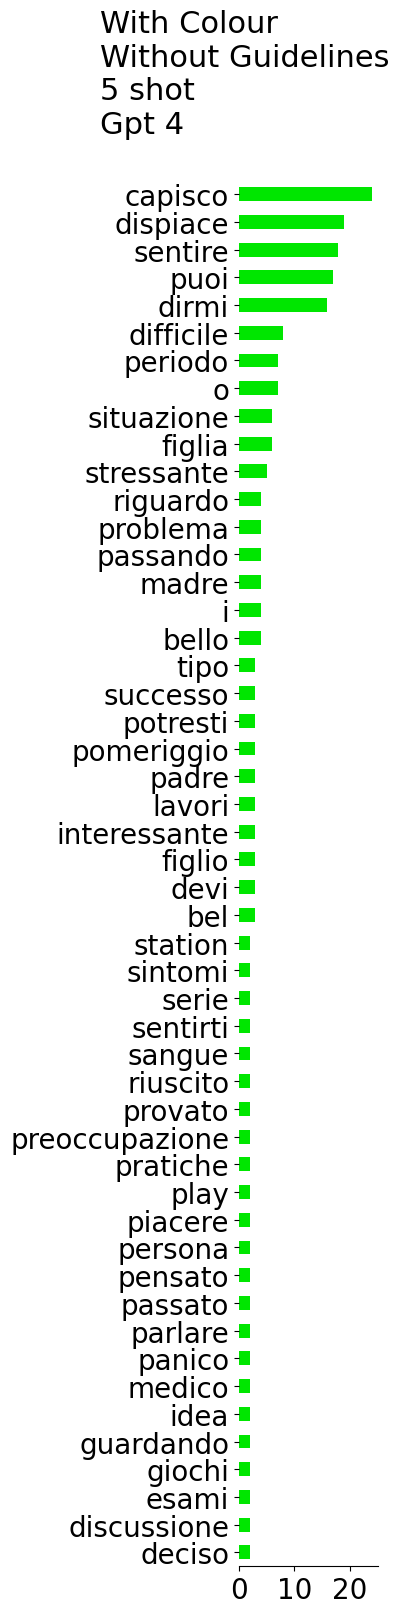 With Colour
Without Guidelines
5 shot
Gpt 4
capisco
dispiace
sentire
puoi
dirmi
difficile
periodo
o
situazione
figlia
stressante
riguardo
problema
passando
madre
i
bello
tipo
successo
potresti
pomeriggio
padre
lavori
interessante
figlio
devi
bel
station
sintomi
serie
sentirti
sangue
riuscito
provato
preoccupazione
pratiche
play
piacere
persona
pensato
passato
parlare
panico
medico
idea
guardando
giochi
esami
discussione
deciso
0 10 20